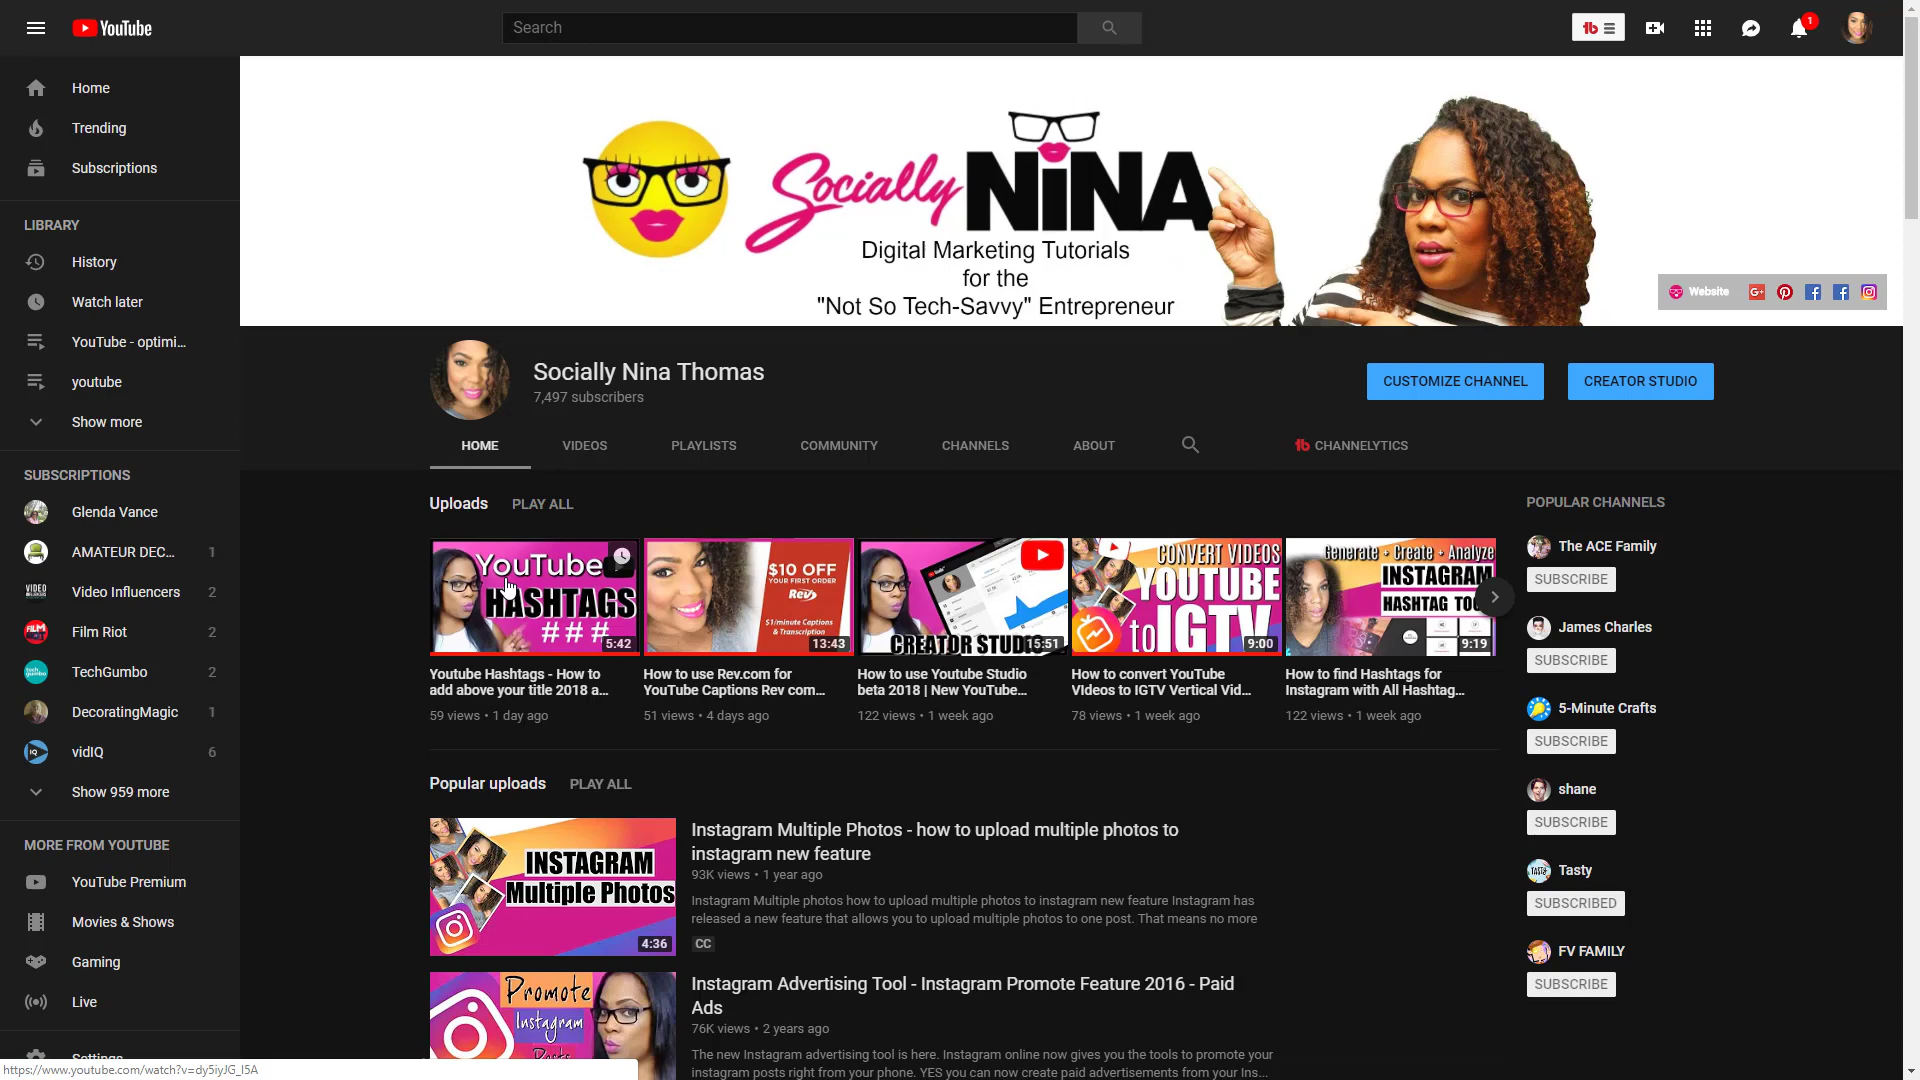 YouTube
Search
1
Home
Trending
Subscriptions
LIBRARY
History
Watch later
YouTube - optimi...
youtube
Show more
SUBSCRIPTIONS
Glenda Vance
AMATEUR DEC... 1
Video Influencers 2
Film Riot 2
TechGumbo 2
DecoratingMagic 1
vidIQ 6
Show 959 more
MORE FROM YOUTUBE
YouTube Premium
Movies & Shows
Gaming
Live
Settings
https://www.youtube.com/watch?v=dy5iyJG_I5A
Socially NiNA
Digital Marketing Tutorials
for the
"Not So Tech-Savvy" Entrepreneur
Website
Socially Nina Thomas
7,497 subscribers
CUSTOMIZE CHANNEL
CREATOR STUDIO
HOME VIDEOS PLAYLISTS COMMUNITY CHANNELS ABOUT CHANNELYTICS
Uploads PLAY ALL
YouTube
HASHTAGS
###
5:42
Youtube Hashtags - How to
add above your title 2018 a...
59 views • 1 day ago
$10 OFF
YOUR FIRST ORDER
Rev
$1/minute Captions
& Transcription
13:43
How to use Rev.com for
YouTube Captions Rev com...
51 views • 4 days ago
CREATOR STUDIO
15:51
How to use Youtube Studio
beta 2018 | New YouTube...
122 views • 1 week ago
CONVERT VIDEOS
YOUTUBE
to IGTV
9:00
How to convert YouTube
VIdeos to IGTV Vertical Vid...
78 views • 1 week ago
Generate + Create + Analyze
INSTAGRAM
HASHTAG TOO
9:19
How to find Hashtags for
Instagram with All Hashtag...
122 views • 1 week ago
Popular uploads PLAY ALL
INSTAGRAM
Multiple Photos
4:36
Instagram Multiple Photos - how to upload multiple photos to
instagram new feature
93K views • 1 year ago
Instagram Multiple photos how to upload multiple photos to instagram new feature Instagram has
released a new feature that allows you to upload multiple photos to one post. That means no more
CC
Promote
Instagram
Posts
Instagram Advertising Tool - Instagram Promote Feature 2016 - Paid
Ads
76K views • 2 years ago
The new Instagram advertising tool is here. Instagram online now gives you the tools to promote your
instagram posts right from your phone. YES you can now create paid advertisements from your Ins...
POPULAR CHANNELS
The ACE Family
SUBSCRIBE
James Charles
SUBSCRIBE
5-Minute Crafts
SUBSCRIBE
shane
SUBSCRIBE
Tasty
SUBSCRIBED
FV FAMILY
SUBSCRIBE